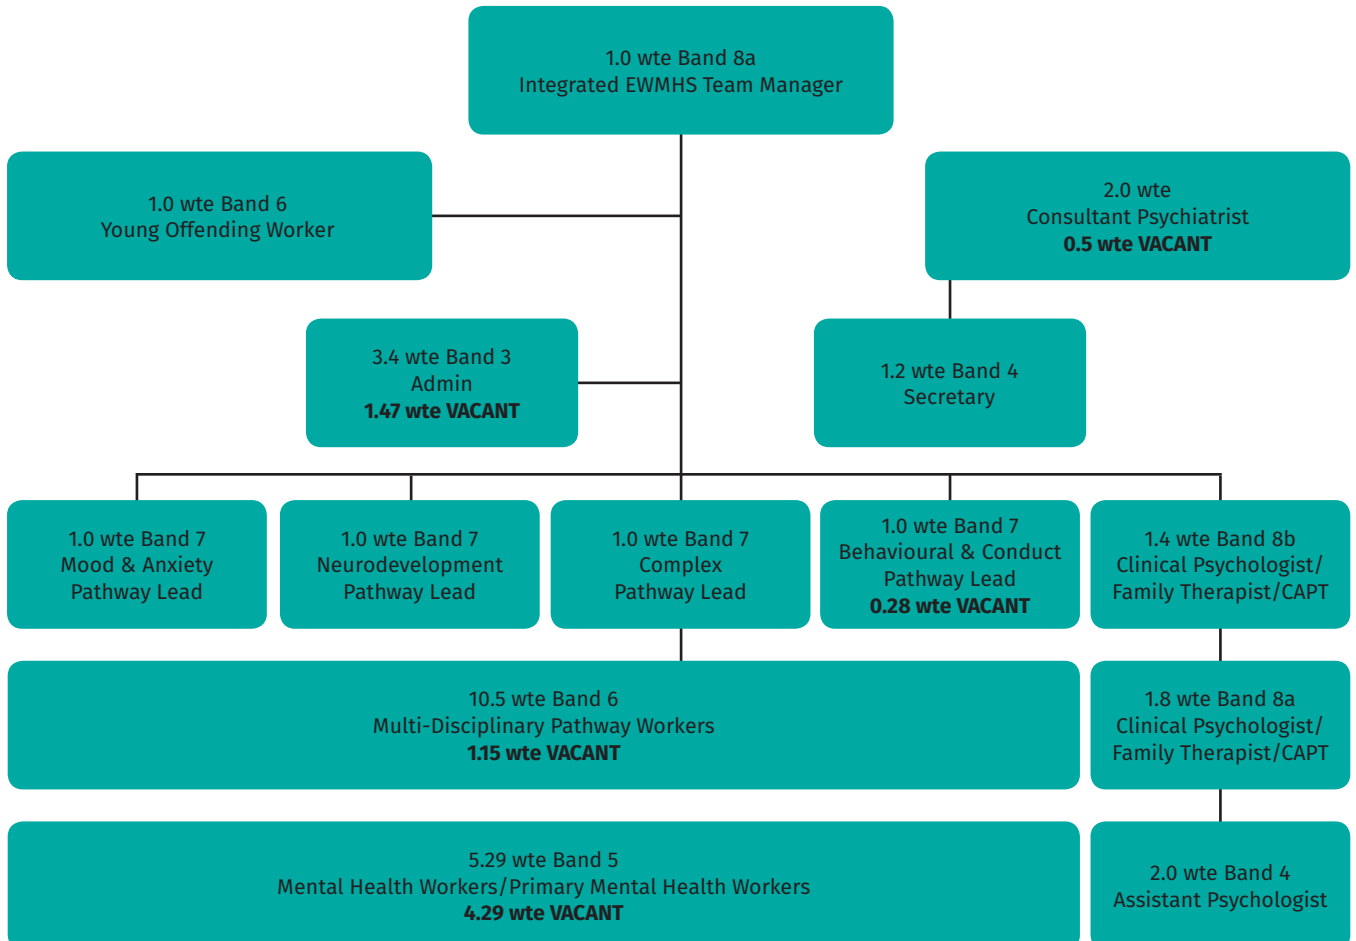 1.0 wte Band 8a
Integrated EWMHS Team Manager
1.0 wte Band 6
Young Offending Worker
2.0 wte
Consultant Psychiatrist
0.5 wte VACANT
3.4 wte Band 3
Admin
1.47 wte VACANT
1.2 wte Band 4
Secretary
1.0 wte Band 7
Mood & Anxiety
Pathway Lead
1.0 wte Band 7
Neurodevelopment
Pathway Lead
1.0 wte Band 7
Complex
Pathway Lead
1.0 wte Band 7
Behavioural & Conduct
Pathway Lead
0.28 wte VACANT
1.4 wte Band 8b
Clinical Psychologist/
Family Therapist/CAPT
10.5 wte Band 6
Multi-Disciplinary Pathway Workers
1.15 wte VACANT
1.8 wte Band 8a
Clinical Psychologist/
Family Therapist/CAPT
5.29 wte Band 5
Mental Health Workers/Primary Mental Health Workers
4.29 wte VACANT
2.0 wte Band 4
Assistant Psychologist